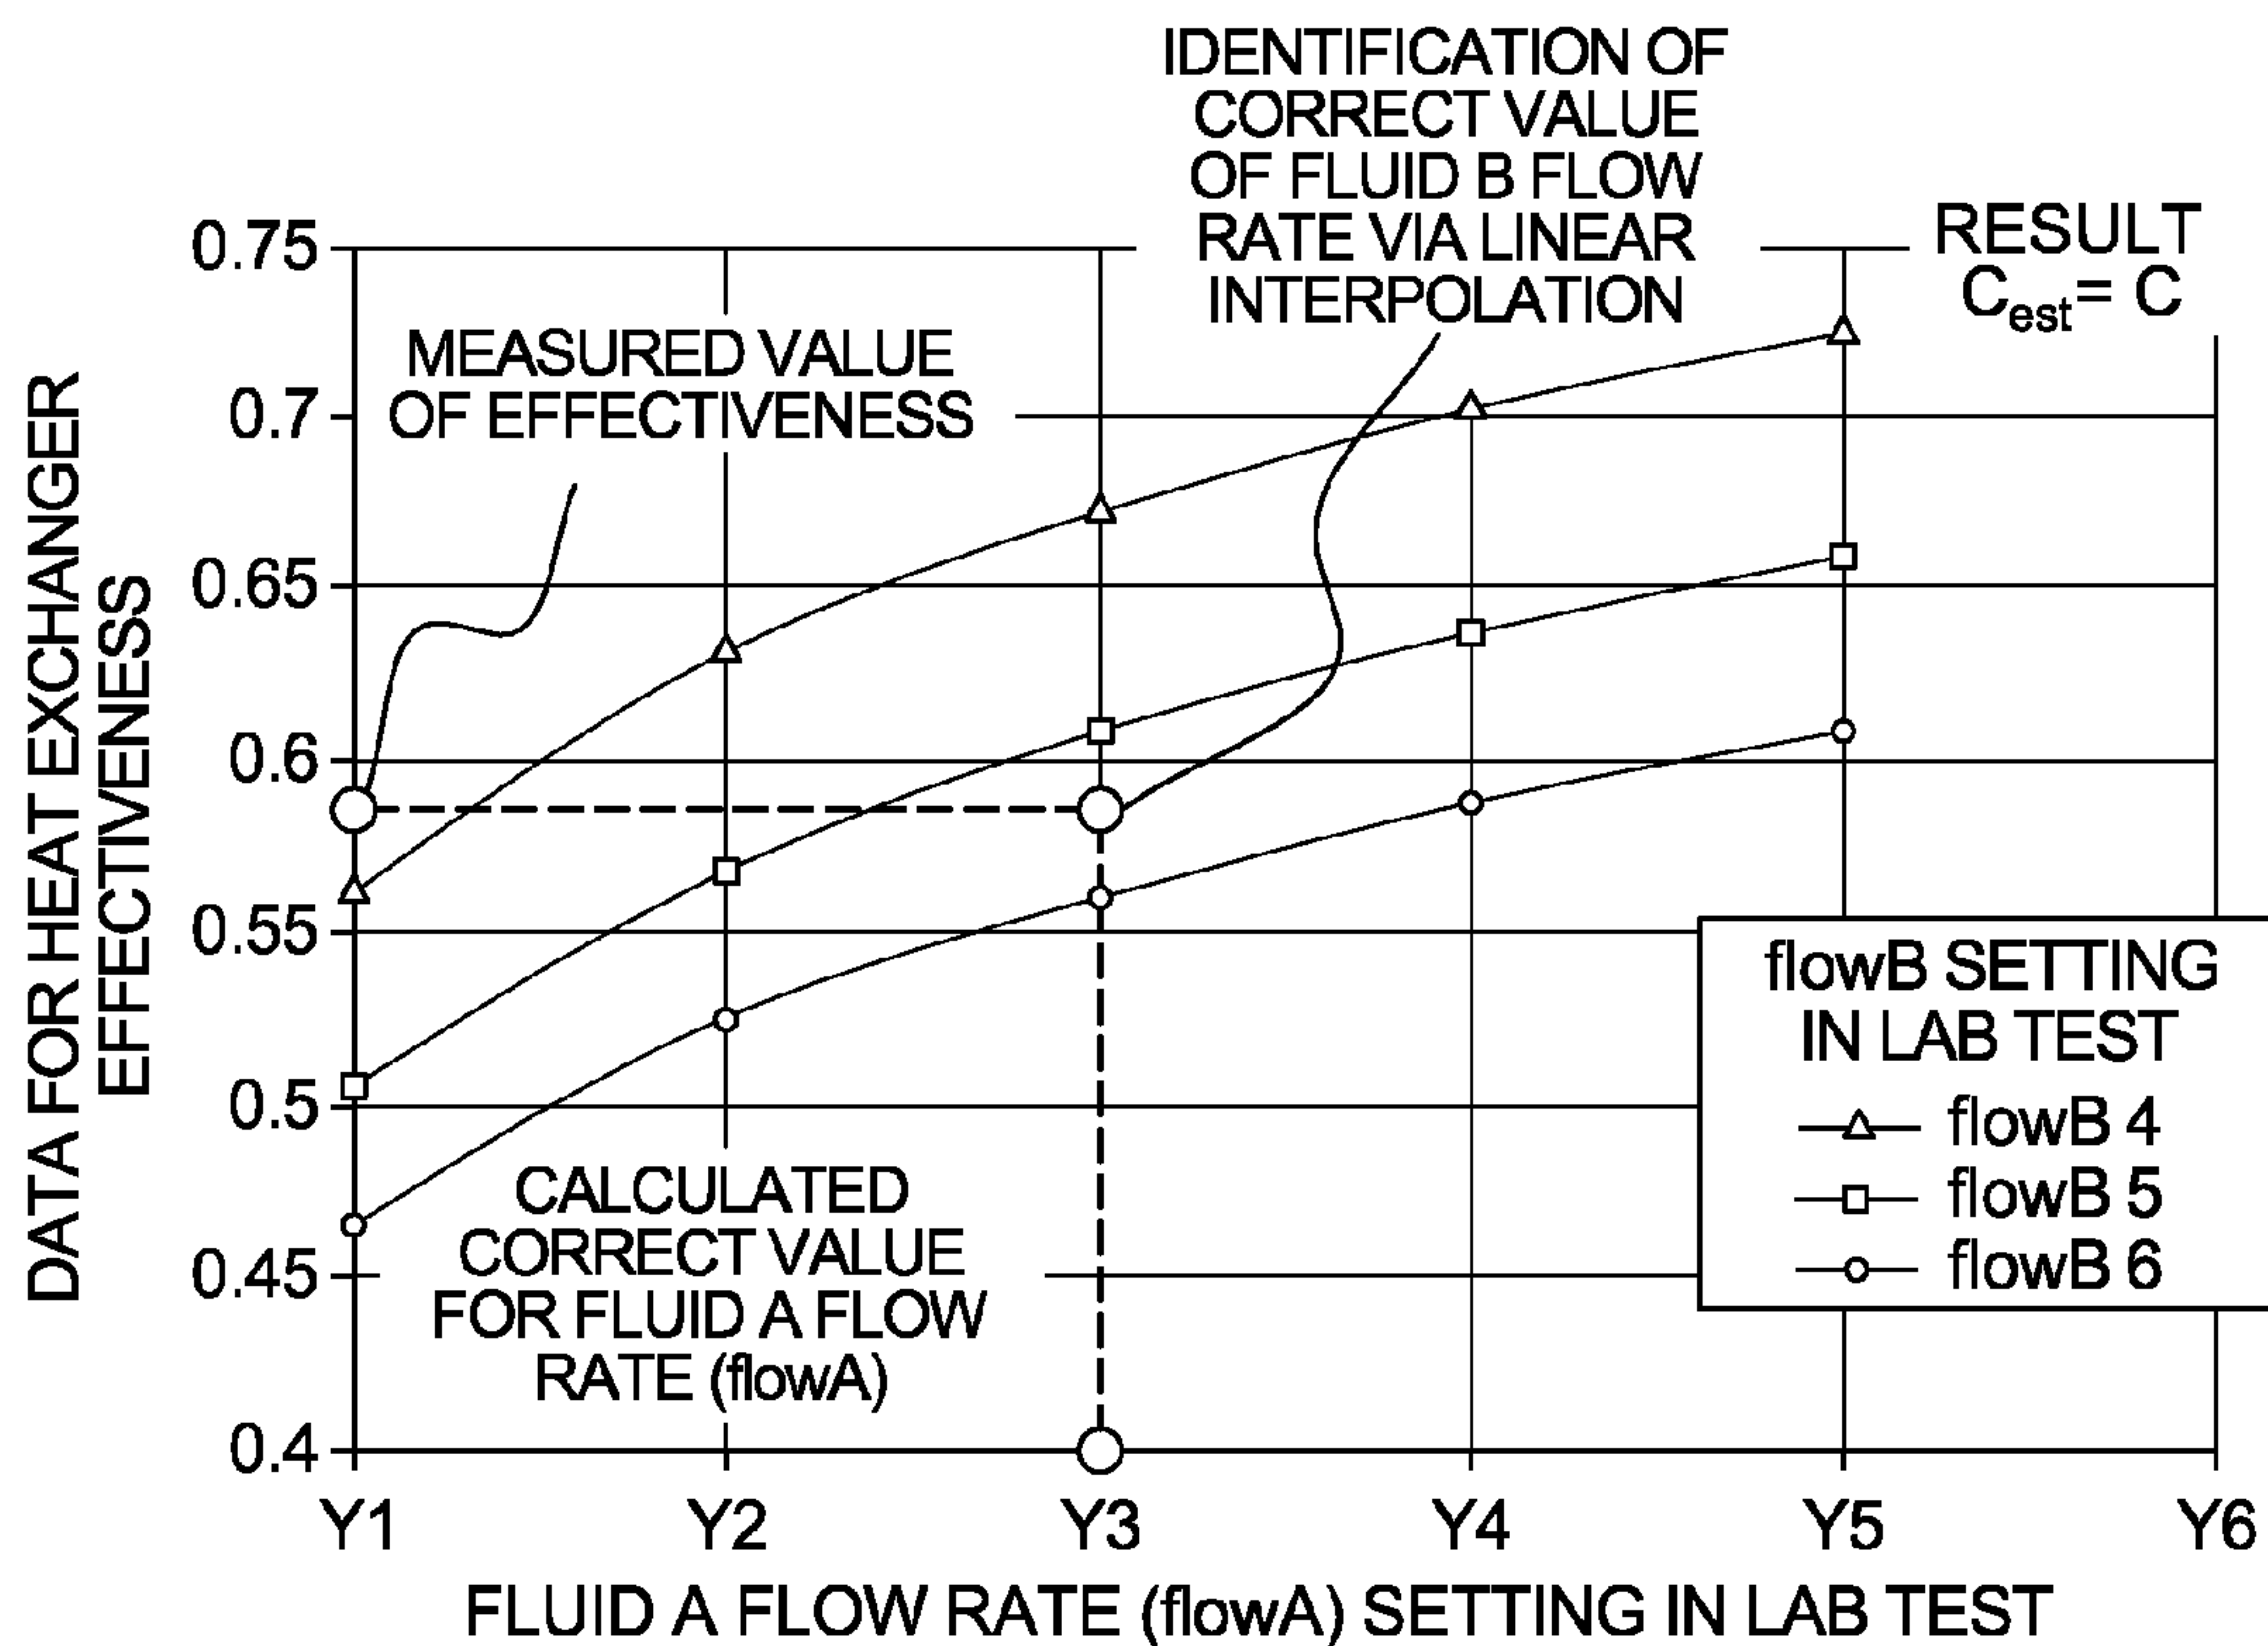 IDENTIFICATION OF
CORRECT VALUE
OF FLUID B FLOW
RATE VIA LINEAR
INTERPOLATION
RESULT
Cest= C
MEASURED VALUE
OF EFFECTIVENESS
DATA FOR HEAT EXCHANGER
EFFECTIVENESS
0.75
0.7
0.65
0.6
0.55
0.5
0.45
0.4
flowB SETTING
IN LAB TEST
flowB 4
flowB 5
flowB 6
CALCULATED
CORRECT VALUE
FOR FLUID A FLOW
RATE (flowA)
Y1 Y2 Y3 Y4 Y5 Y6
FLUID A FLOW RATE (flowA) SETTING IN LAB TEST